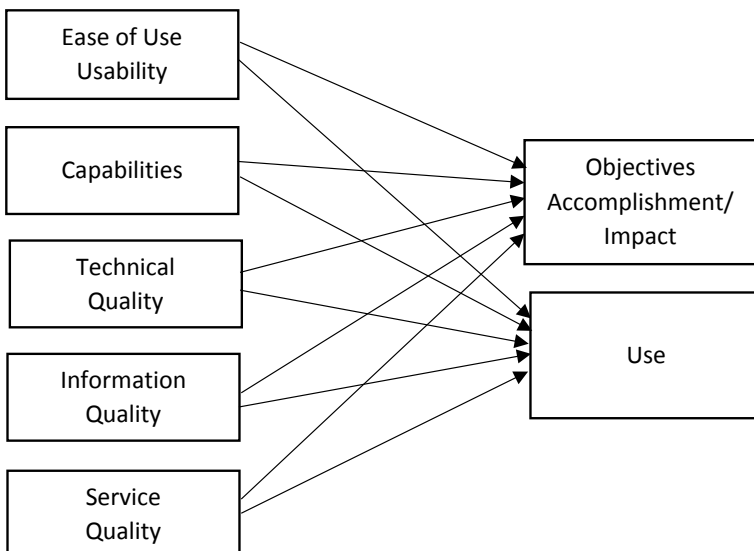 Ease of Use
Usability
Capabilities
Technical
Quality
Information
Quality
Service
Quality
Objectives
Accomplishment/
Impact
Use